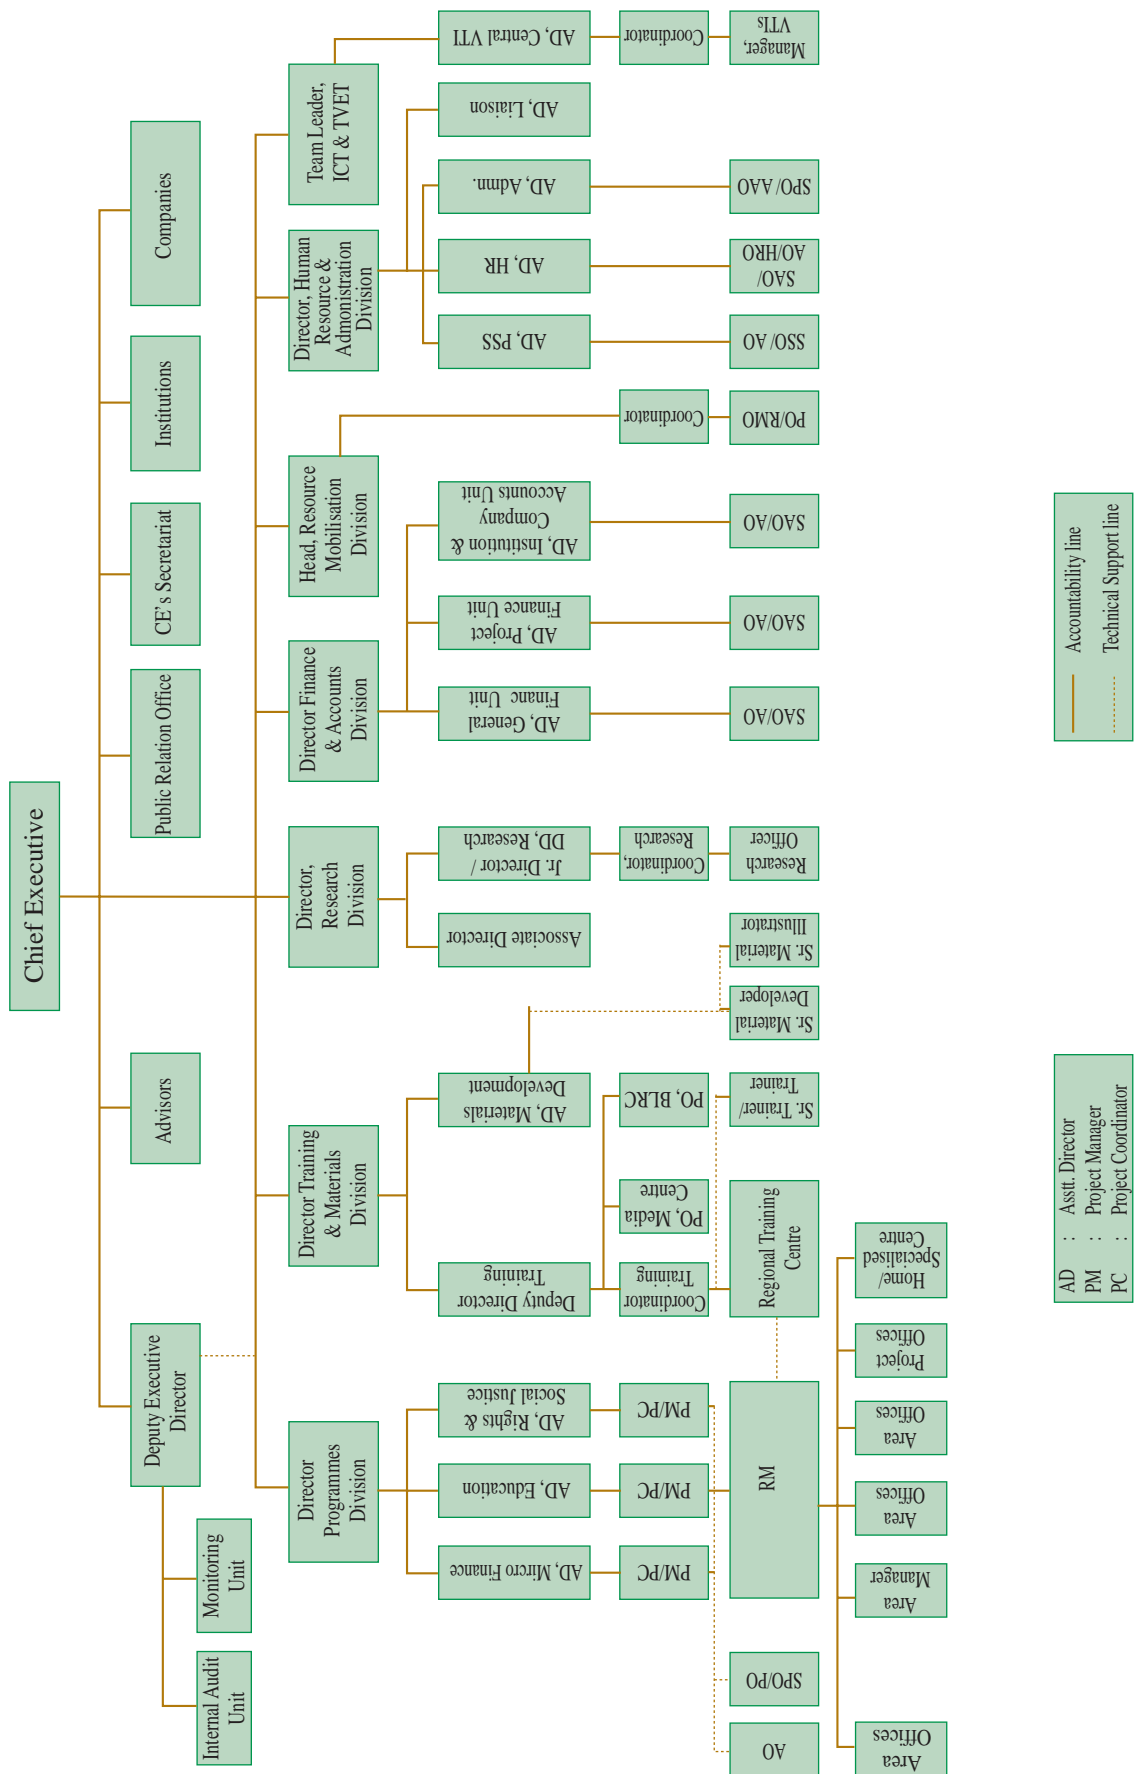 Chief Executive
Internal Audit
Unit
Monitoring
Unit
Deputy Executive
Director
Advisors
Public Relation Office
CE's Secretariat
Institutions
Companies
Director
Programmes
Division
Director Training
& Materials
Division
Director,
Research
Division
Director Finance
& Accounts
Division
Head, Resource
Mobilisation
Division
Director, Human
Resource &
Admonistration
Division
Team Leader,
ICT & TVET
AD, Mircro Finance
AD, Education
AD, Rights &
Social Justice
Deputy Director
Training
AD, Materials
Development
Associate Director
Jr. Director /
DD, Research
AD, General
Financ Unit
AD, Project
Finance Unit
AD, Institution &
Company
Accounts Unit
AD, PSS
AD, HR
AD, Admn.
AD, Liaison
AD, Central VTI
PM/PC
PM/PC
PM/PC
Training
Coordinator
PO, Media
Centre
PO, BLRC
Coordinator,
Research
Coordinator
Coordinator
AO
SPO/PO
RM
Regional Training
Centre
Sr. Trainer/
Trainer
Sr. Material
Developer
Sr. Material
Illustrator
Research
Officer
SAO/AO
SAO/AO
SAO/AO
PO/RMO
SSO/ AO
SAO/
AO/HRO
SPO/ AAO
Manager,
VTIs
Area
Offices
Area
Manager
Area
Offices
Area
Offices
Project
Offices
Home/
Specialised
Centre
AD : Asstt. Director
PM : Project Manager
PC : Project Coordinator
Accountability line
Technical Support line